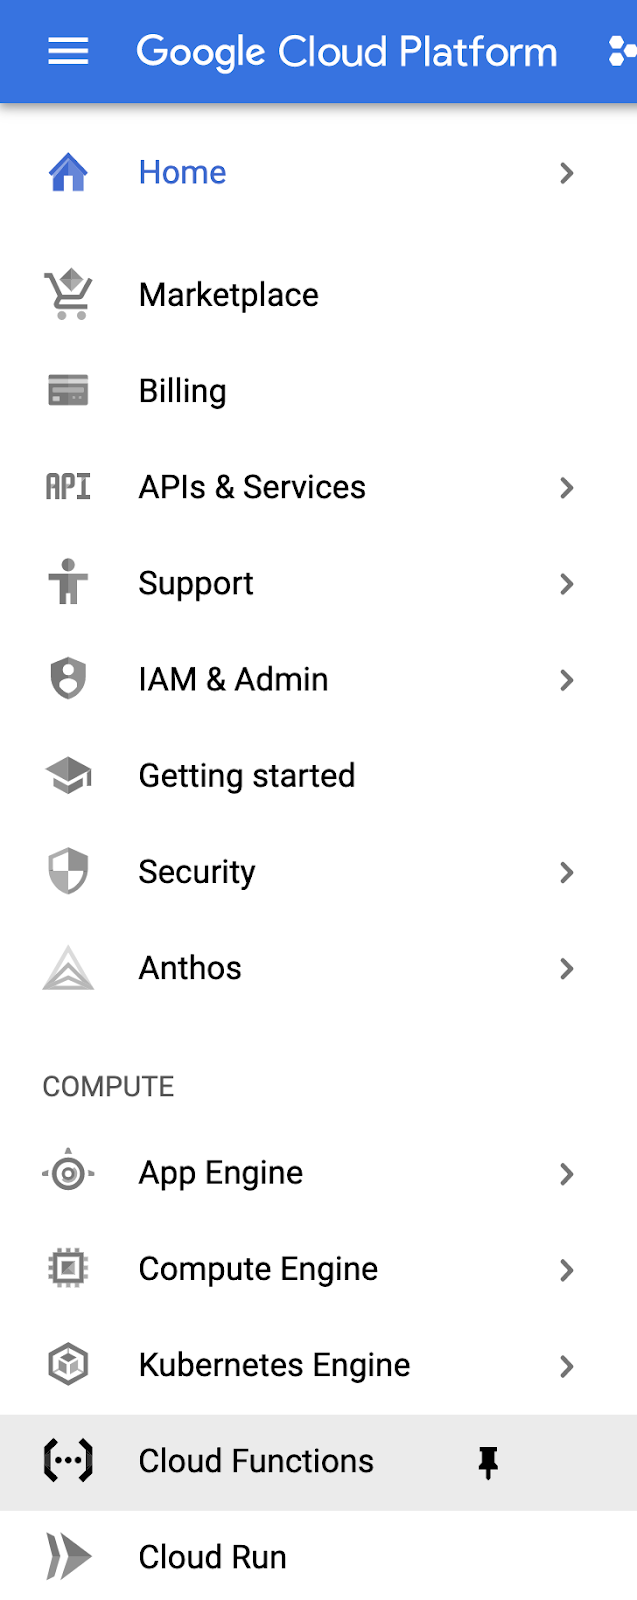 Google Cloud Platform
Home
Marketplace
Billing
API APIs & Services
Support
IAM & Admin
Getting started
Security
Anthos
COMPUTE
App Engine
Compute Engine
Kubernetes Engine
Cloud Functions
Cloud Run